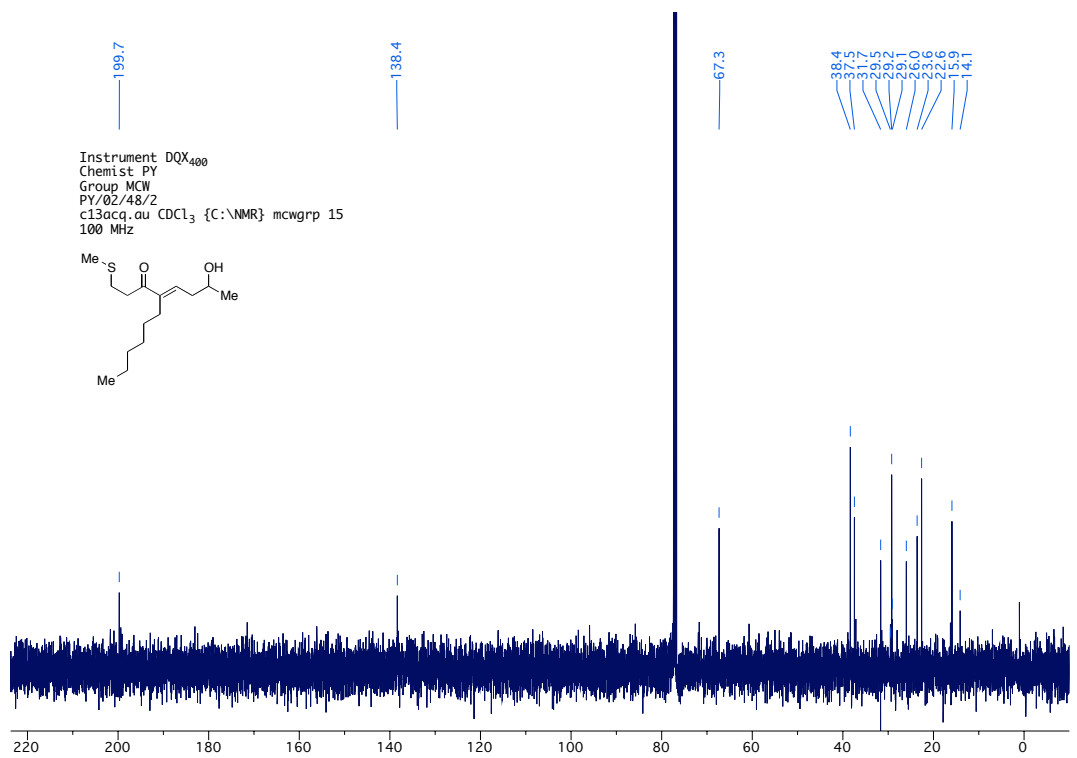 199.7
138.4
67.3
38.4
37.5
31.7
29.5
29.2
29.1
26.0
23.6
22.6
15.9
14.1
Instrument DQX400
Chemist PY
Group MCW
PY/02/48/2
c13acq.au CDCl3 {C:\NMR} mcwgrp 15
100 MHz
Me
S
O
OH
Me
Me
220 200 180 160 140 120 100 80 60 40 20 0